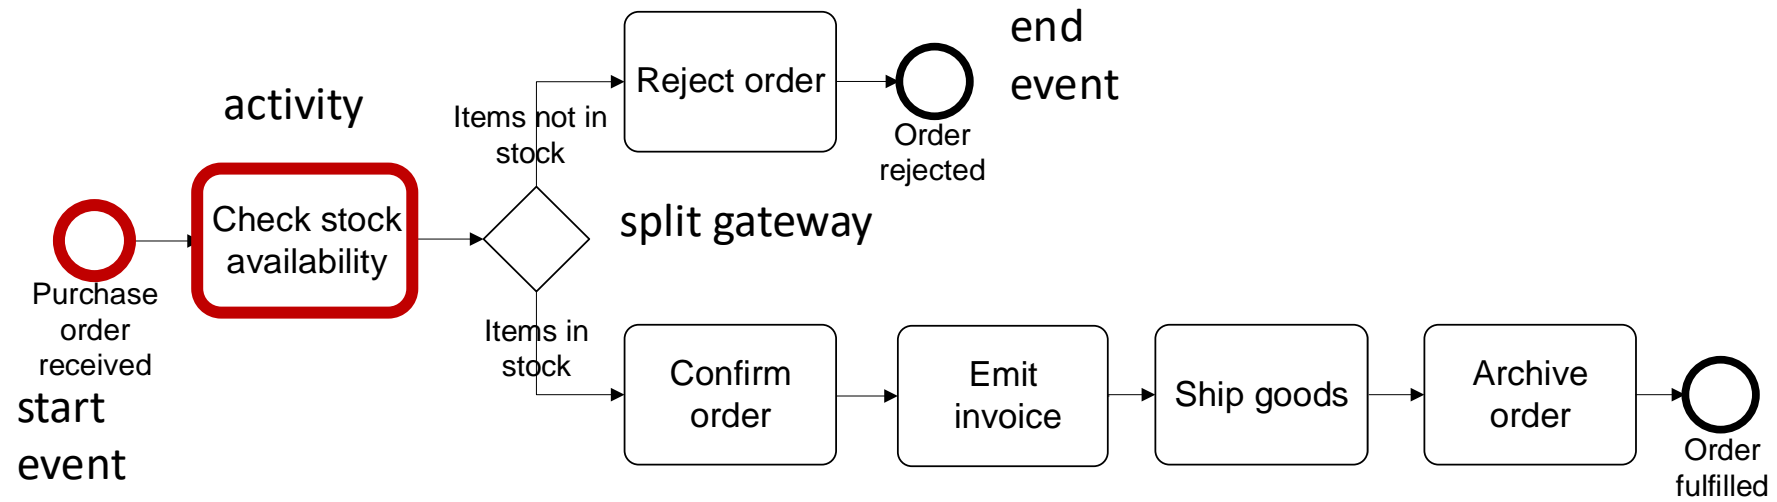 Purchase
order
received
start
event
activity
Check stock
availability
Items not in
stock
Reject order
Order
rejected
end
event
split gateway
Items in
stock
Confirm
order
Emit
invoice
Ship goods
Archive
order
Order
fulfilled